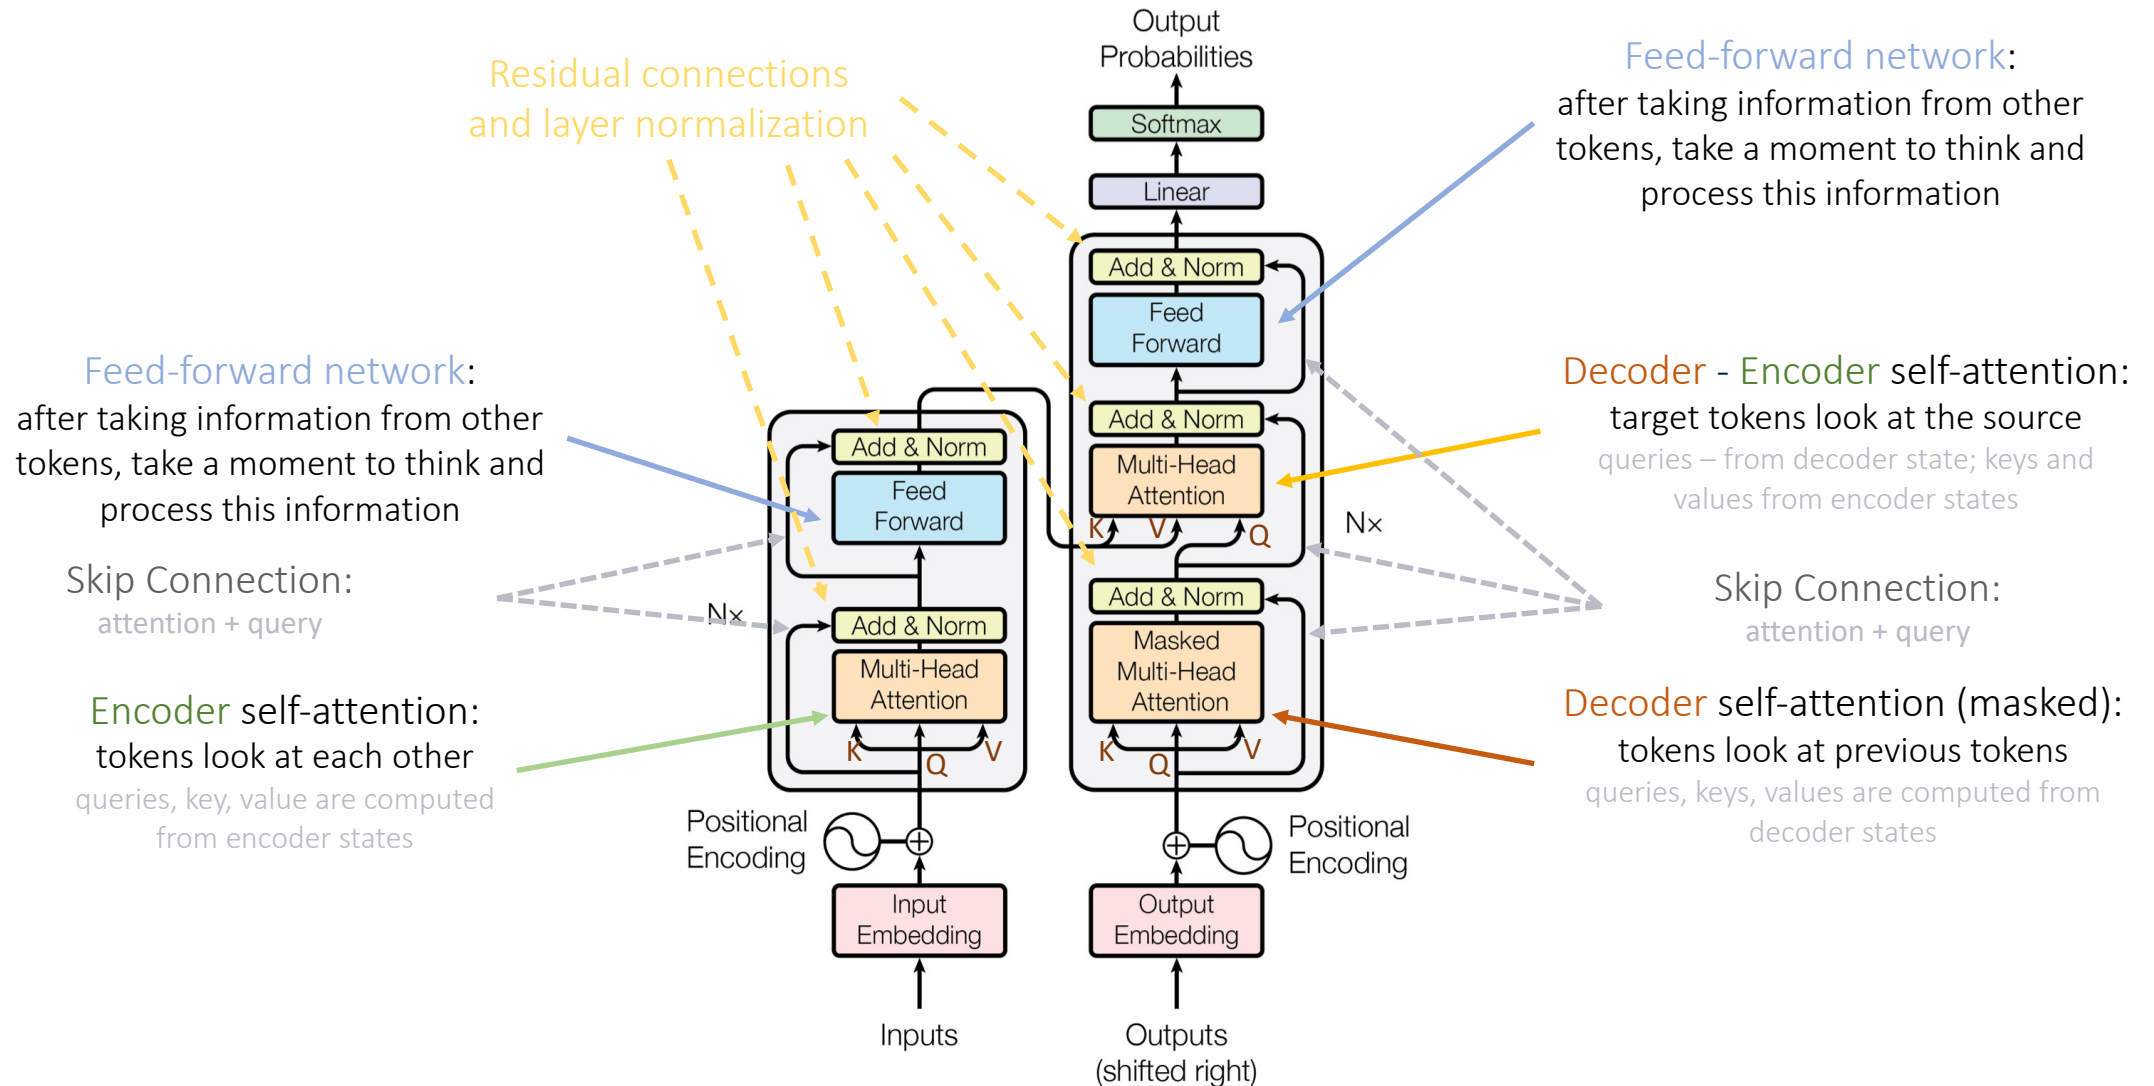 Output
Probabilities
Softmax
Linear
Add & Norm
Feed
Forward
Add & Norm
Multi-Head
Attention
K
V
Q
Nx
Add & Norm
Masked
Multi-Head
Attention
K
Q
V
Positional
Encoding
Output
Embedding
Outputs
(shifted right)
Residual connections
and layer normalization
Add & Norm
Feed
Forward
Nx
Add & Norm
Multi-Head
Attention
K
Q
V
Positional
Encoding
Input
Embedding
Inputs
Feed-forward network:
after taking information from other
tokens, take a moment to think and
process this information
Skip Connection:
attention + query
Encoder self-attention:
tokens look at each other
queries, key, value are computed
from encoder states
Feed-forward network:
after taking information from other
tokens, take a moment to think and
process this information
Decoder - Encoder self-attention:
target tokens look at the source
queries – from decoder state; keys and
values from encoder states
Skip Connection:
attention + query
Decoder self-attention (masked):
tokens look at previous tokens
queries, keys, values are computed from
decoder states